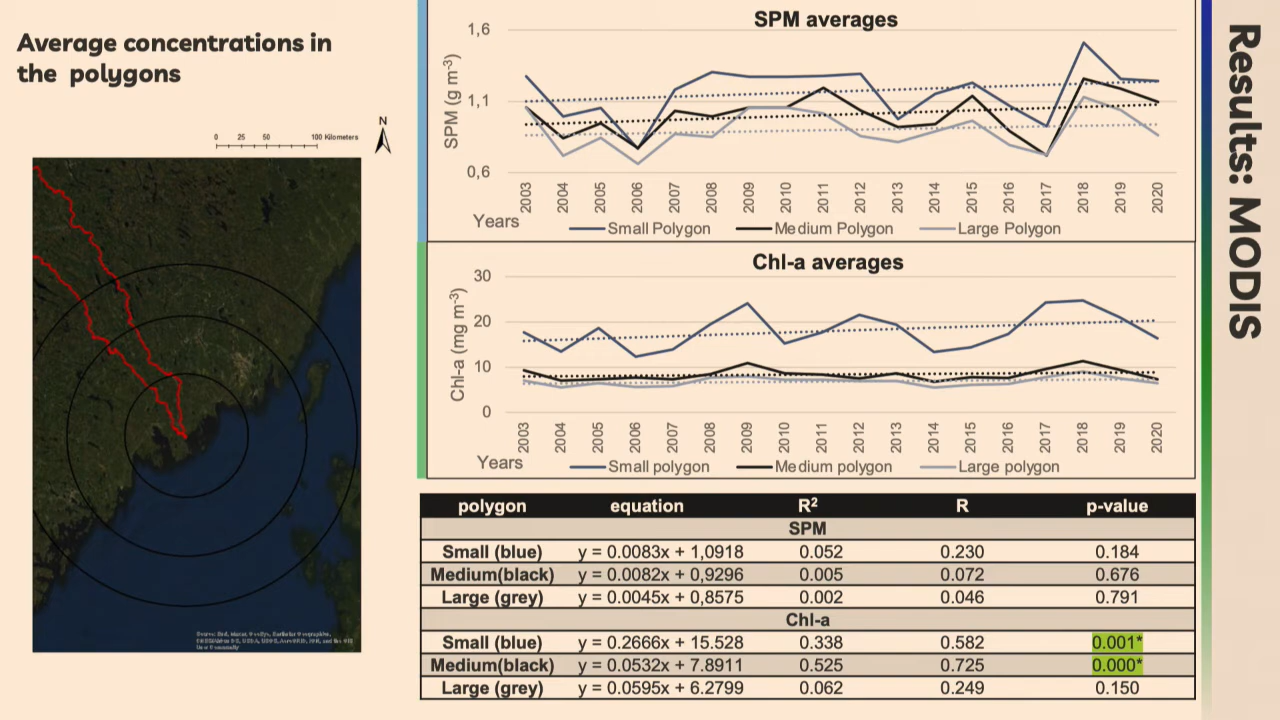 Average concentrations in
the polygons
N
0 25 50 100 Kilometers
SPM averages
SPM (g m-3)
1,6
1,1
0,6
2003 2004 2005 2006 2007 2008 2009 2010 2011 2012 2013 2014 2015 2016 2017 2018 2019 2020
Years
Small Polygon Medium Polygon Large Polygon
Chl-a averages
Chl-a (mg m-3)
30
20
10
0
2003 2004 2005 2006 2007 2008 2009 2010 2011 2012 2013 2014 2015 2016 2017 2018 2019 2020
Years
Small polygon Medium polygon Large polygon
polygon equation R² R p-value
SPM
Small (blue) y = 0.0083x + 1,0918 0.052 0.230 0.184
Medium(black) y = 0.0082x + 0,9296 0.005 0.072 0.676
Large (grey) y = 0.0045x + 0,8575 0.002 0.046 0.791
Chl-a
Small (blue) y = 0.2666x + 15.528 0.338 0.582 0.001*
Medium(black) y = 0.0532x + 7.8911 0.525 0.725 0.000*
Large (grey) y = 0.0595x + 6.2799 0.062 0.249 0.150
Results: MODIS